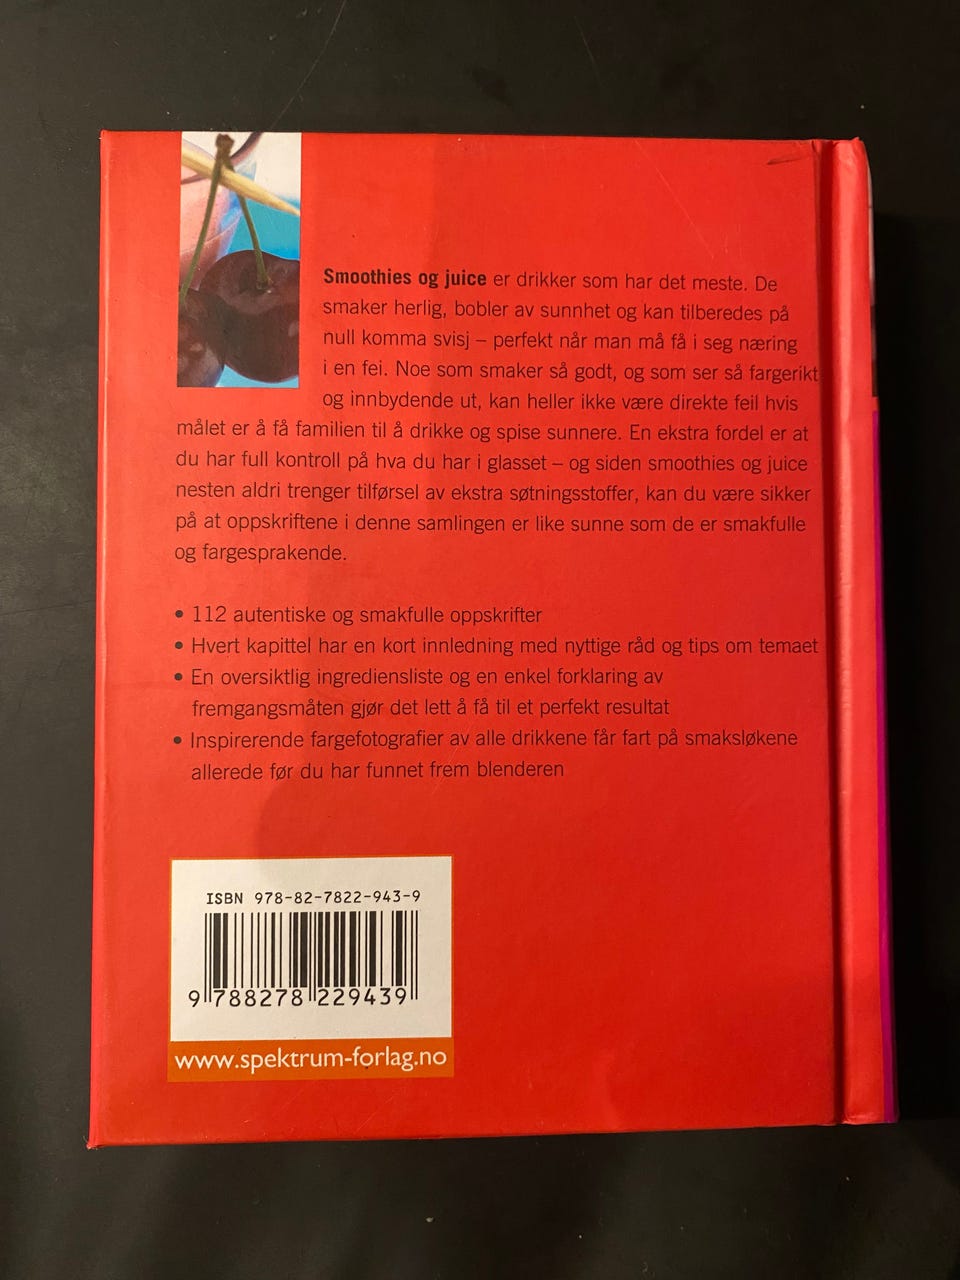 Smoothies og juice er drikker som har det meste. De
smaker herlig, bobler av sunnhet og kan tilberedes på
null komma svisj – perfekt når man må få i seg næring
i en fei. Noe som smaker så godt, og som ser så fargerikt
og innbydende ut, kan heller ikke være direkte feil hvis
målet er å få familien til å drikke og spise sunnere. En ekstra fordel er at
du har full kontroll på hva du har i glasset – og siden smoothies og juice
nesten aldri trenger tilførsel av ekstra søtningsstoffer, kan du være sikker
på at oppskriftene i denne samlingen er like sunne som de er smakfulle
og fargesprakende.
• 112 autentiske og smakfulle oppskrifter
• Hvert kapittel har en kort innledning med nyttige råd og tips om temaet
• En oversiktlig ingrediensliste og en enkel forklaring av
fremgangsmåten gjør det lett å få til et perfekt resultat
• Inspirerende fargefotografier av alle drikkene får fart på smaksløkene
allerede før du har funnet frem blenderen
ISBN 978-82-7822-943-9
9 788278 229439
www.spektrum-forlag.no